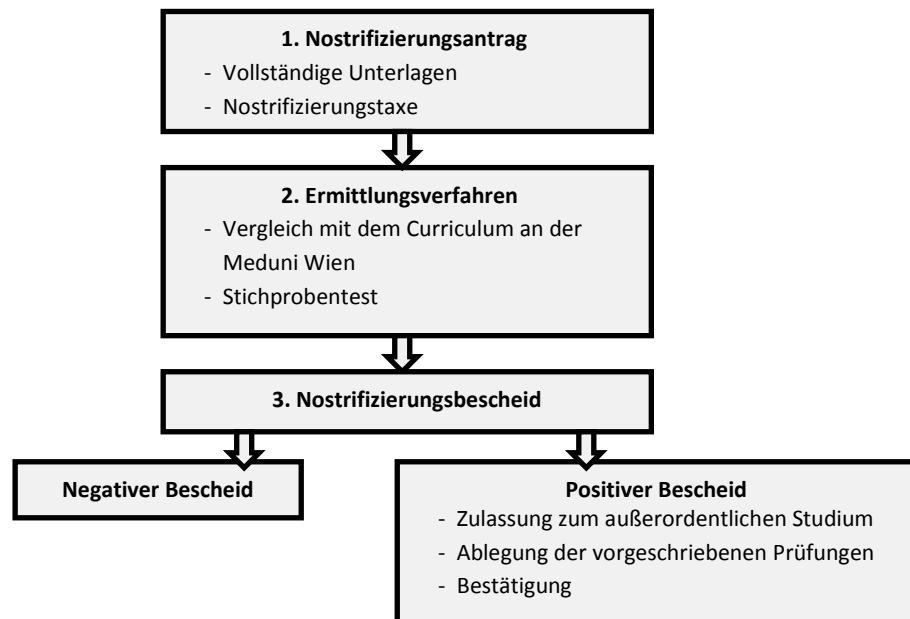 1. Nostrifizierungsantrag
- Vollständige Unterlagen
- Nostrifizierungstaxe
2. Ermittlungsverfahren
- Vergleich mit dem Curriculum an der
Meduni Wien
- Stichprobentest
3. Nostrifizierungsbescheid
Negativer Bescheid
Positiver Bescheid
- Zulassung zum außerordentlichen Studium
- Ablegung der vorgeschriebenen Prüfungen
- Bestätigung